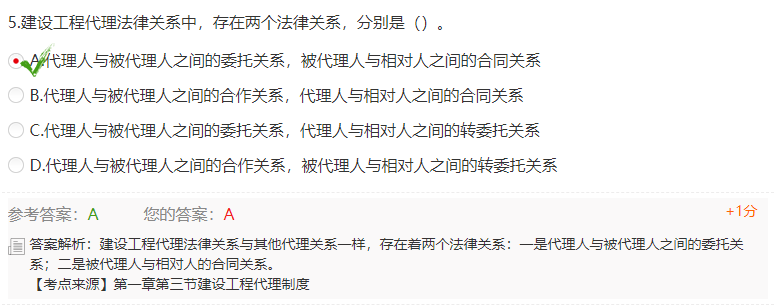 5.建设工程代理法律关系中，存在两个法律关系，分别是（）。
A.代理人与被代理人之间的委托关系，被代理人与相对人之间的合同关系
B.代理人与被代理人之间的合作关系，代理人与相对人之间的合同关系
C.代理人与被代理人之间的委托关系，代理人与相对人之间的转委托关系
D.代理人与被代理人之间的合作关系，被代理人与相对人之间的转委托关系
参考答案：A 您的答案：A +1分
答案解析：建设工程代理法律关系与其他代理关系一样，存在着两个法律关系：一是代理人与被代理人之间的委托关
系；二是被代理人与相对人的合同关系。
【考点来源】第一章第三节建设工程代理制度